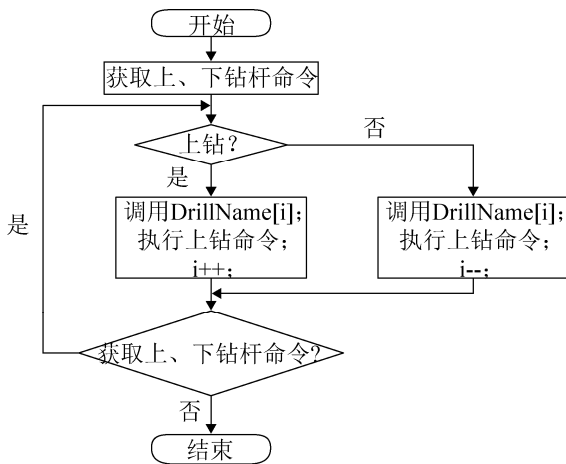 开始
获取上、下钻杆命令
上钻？
否
是
是
调用DrillName[i]；
执行上钻命令；
i++；
调用DrillName[i]；
执行上钻命令；
i--；
获取上、下钻杆命令？
否
结束